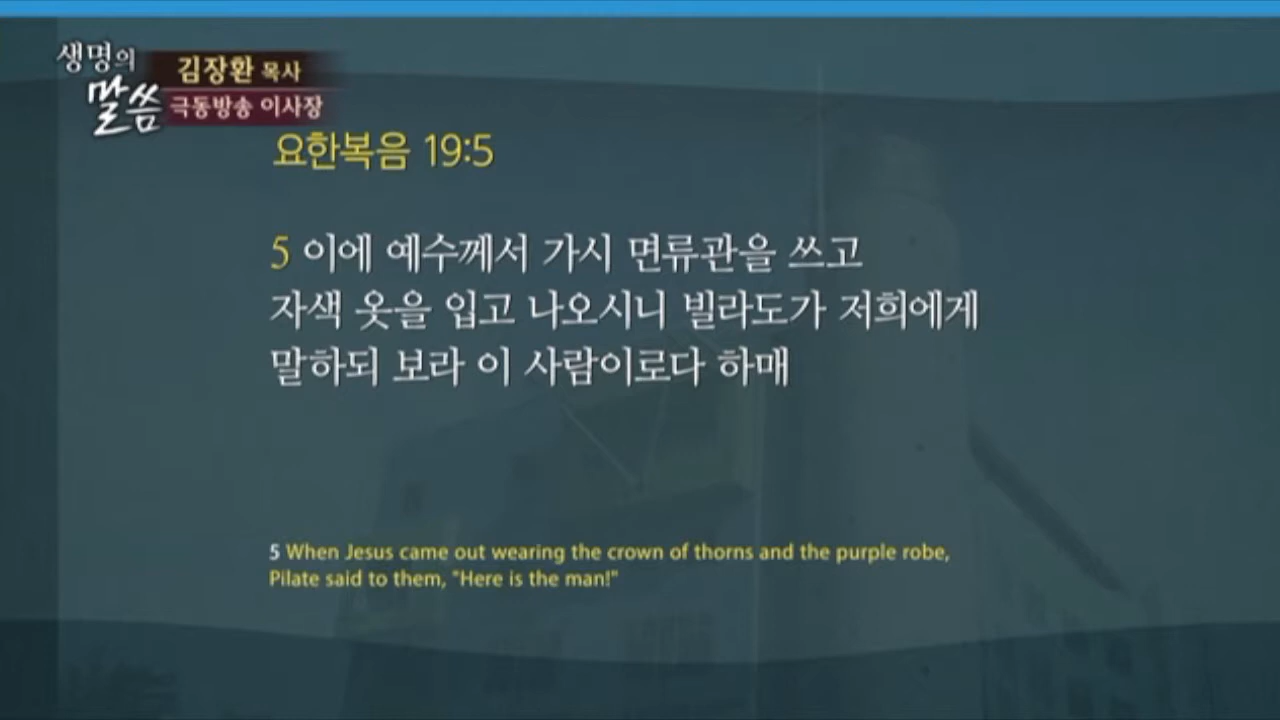 생명의
말씀
김장환 목사
극동방송 이사장
요한복음 19:5
5 이에 예수께서 가시 면류관을 쓰고
자색 옷을 입고 나오시니 빌라도가 저희에게
말하되 보라 이 사람이로다 하매
5 When Jesus came out wearing the crown of thorns and the purple robe,
Pilate said to them, "Here is the man!"